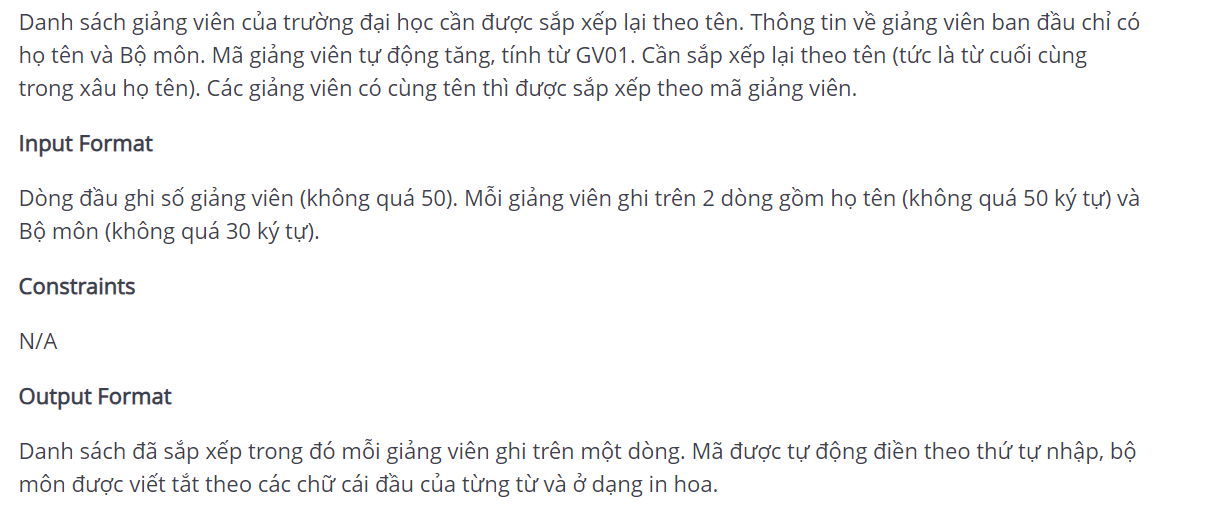 Danh sách giảng viên của trường đại học cần được sắp xếp lại theo tên. Thông tin về giảng viên ban đầu chỉ có
họ tên và Bộ môn. Mã giảng viên tự động tăng, tính từ GV01. Cần sắp xếp lại theo tên (tức là từ cuối cùng
trong xâu họ tên). Các giảng viên có cùng tên thì được sắp xếp theo mã giảng viên.
Input Format
Dòng đầu ghi số giảng viên (không quá 50). Mỗi giảng viên ghi trên 2 dòng gồm họ tên (không quá 50 ký tự) và
Bộ môn (không quá 30 ký tự).
Constraints
N/A
Output Format
Danh sách đã sắp xếp trong đó mỗi giảng viên ghi trên một dòng. Mã được tự động điền theo thứ tự nhập, bộ
môn được viết tắt theo các chữ cái đầu của từng từ và ở dạng in hoa.